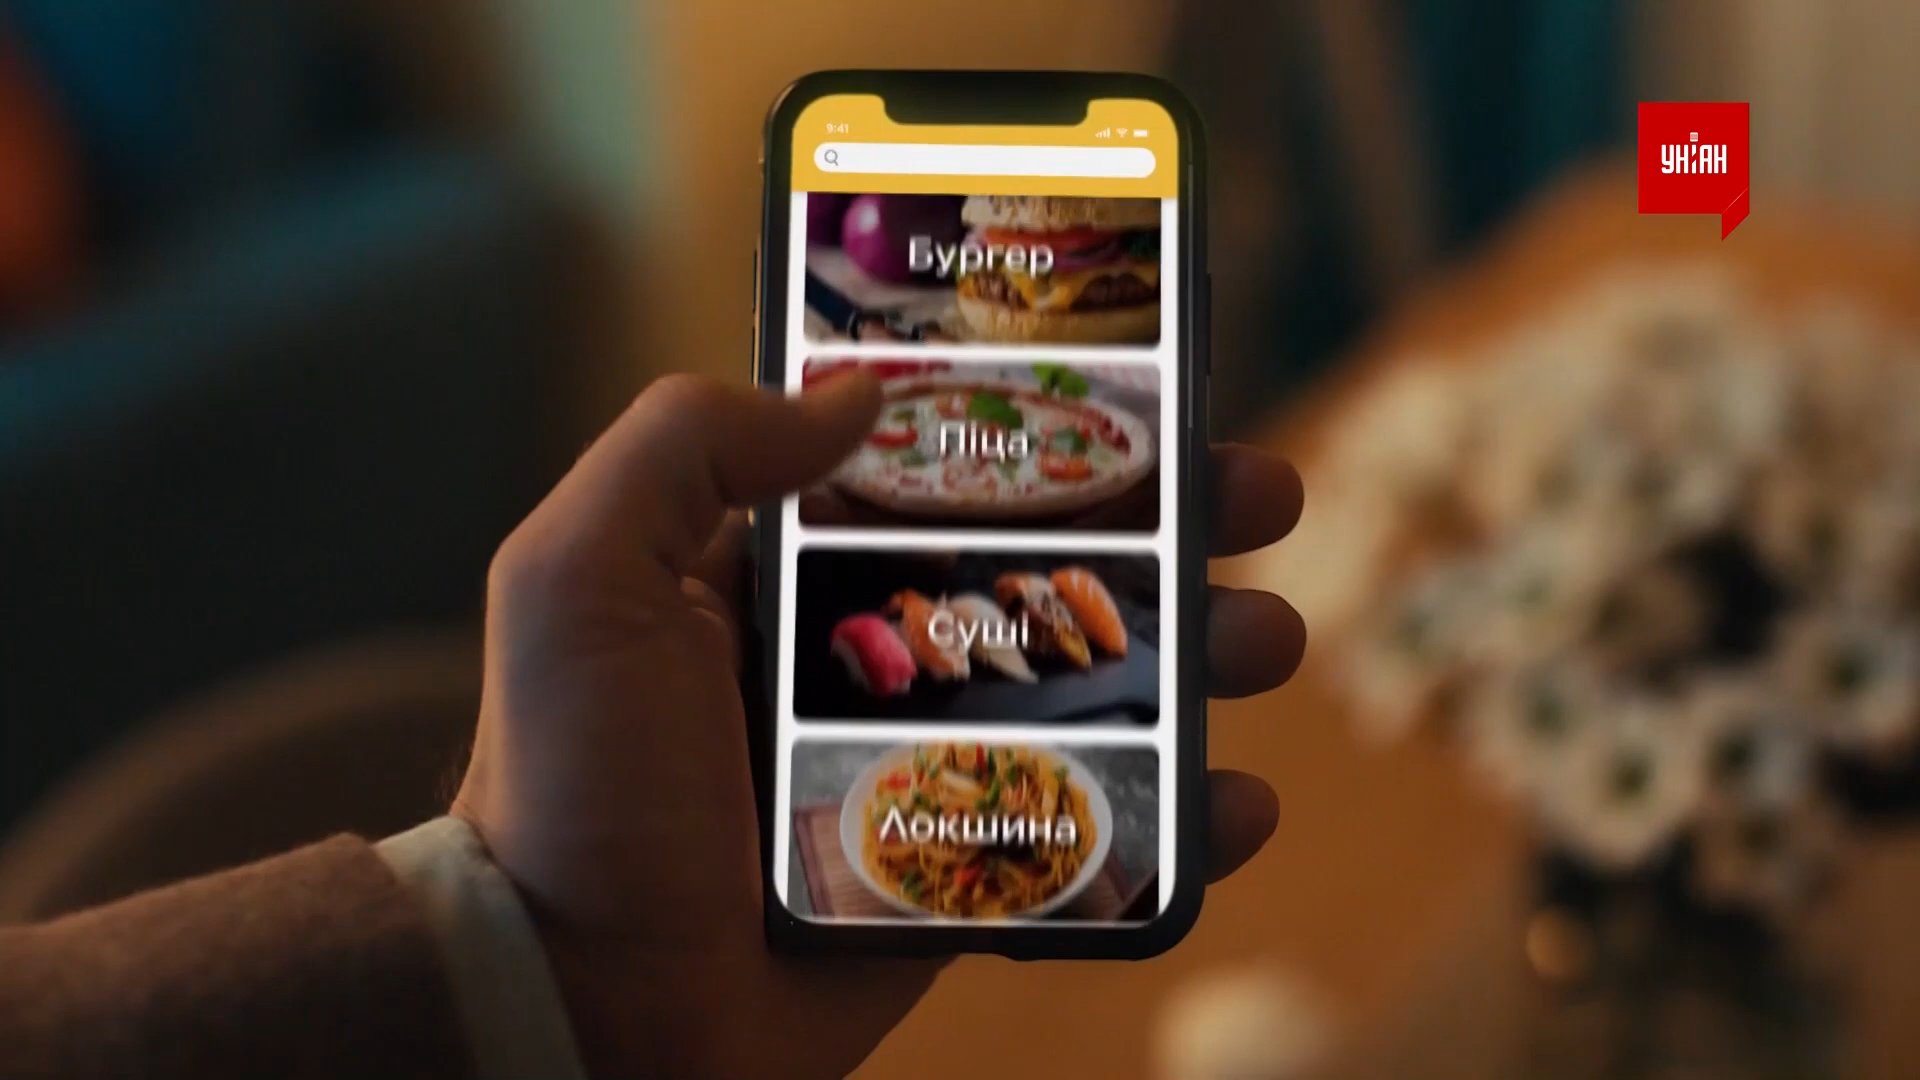 9:41
УНІАН
Бургер
Піца
Суші
Локшина